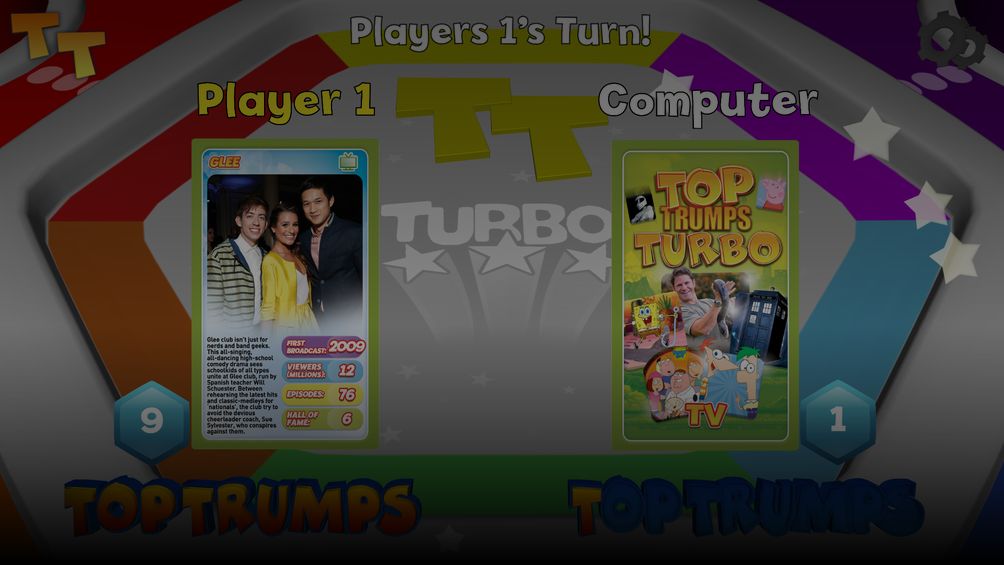 TT
Players 1's Turn!
Player 1
TT
Computer
GLEE
TURBO
TOP
TRUMPS
TURBO
Glee club isn't just for
nerds and band geeks.
This all-singing,
all-dancing high-school
comedy drama sees
schoolkids of all types
unite at Glee club, run by
Spanish teacher Will
Schuester. Between
rehearsing the latest hits
and classic-medleys for
'nationals', the club try to
avoid the devious
cheerleader coach, Sue
Sylvester, who conspires
against them.
FIRST
BROADCAST: 2009
VIEWERS
(MILLIONS): 12
EPISODES: 76
HALL OF
FAME: 6
TV
9
1
TOP TRUMPS
TOP TRUMPS